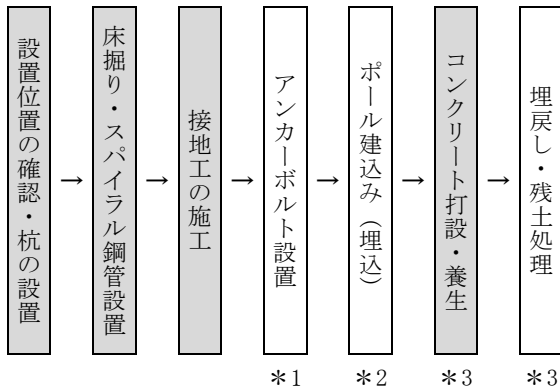 設置位置の確認・杭の設置
→
床掘り・スパイラル鋼管設置
→
接地工の施工
→
アンカーボルト設置
→
ポール建込み（埋込）
→
コンクリート打設・養生
→
埋戻し・残土処理
＊1
＊2
＊3
＊3